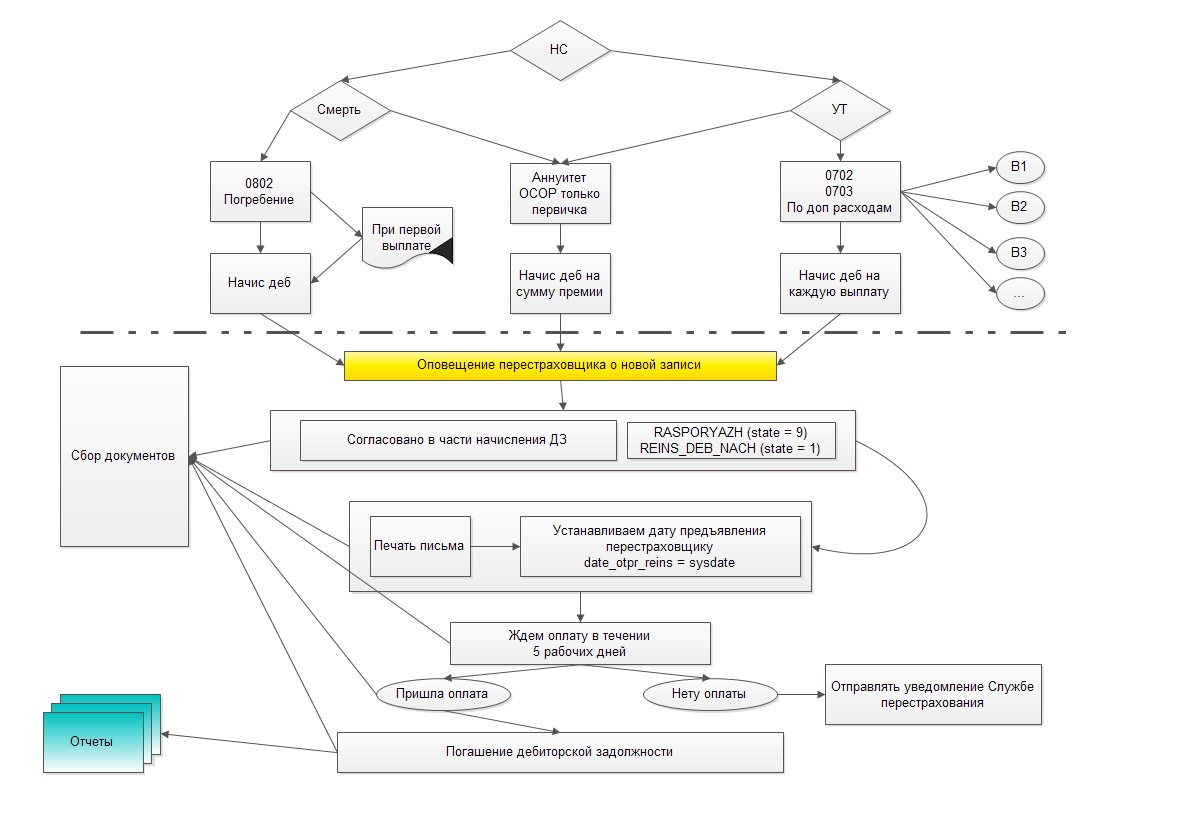 НС
Смерть
УТ
0802
Погребение
При первой
выплате
Начис деб
Аннуитет
ОСОР только
первичка
Начис деб на
сумму премии
0702
0703
По доп расходам
Начис деб на
каждую выплату
В1
В2
В3
...
Оповещение перестраховщика о новой записи
Сбор документов
Согласовано в части начисления ДЗ
RASPORYAZH (state = 9)
REINS_DEB_NACH (state = 1)
Печать письма
Устанавливаем дату предъявления
перестраховщику
date_otpr_reins = sysdate
Ждем оплату в течении
5 рабочих дней
Пришла оплата
Нету оплаты
Отправлять уведомление Службе
перестрахования
Отчеты
Погашение дебиторской задолжности